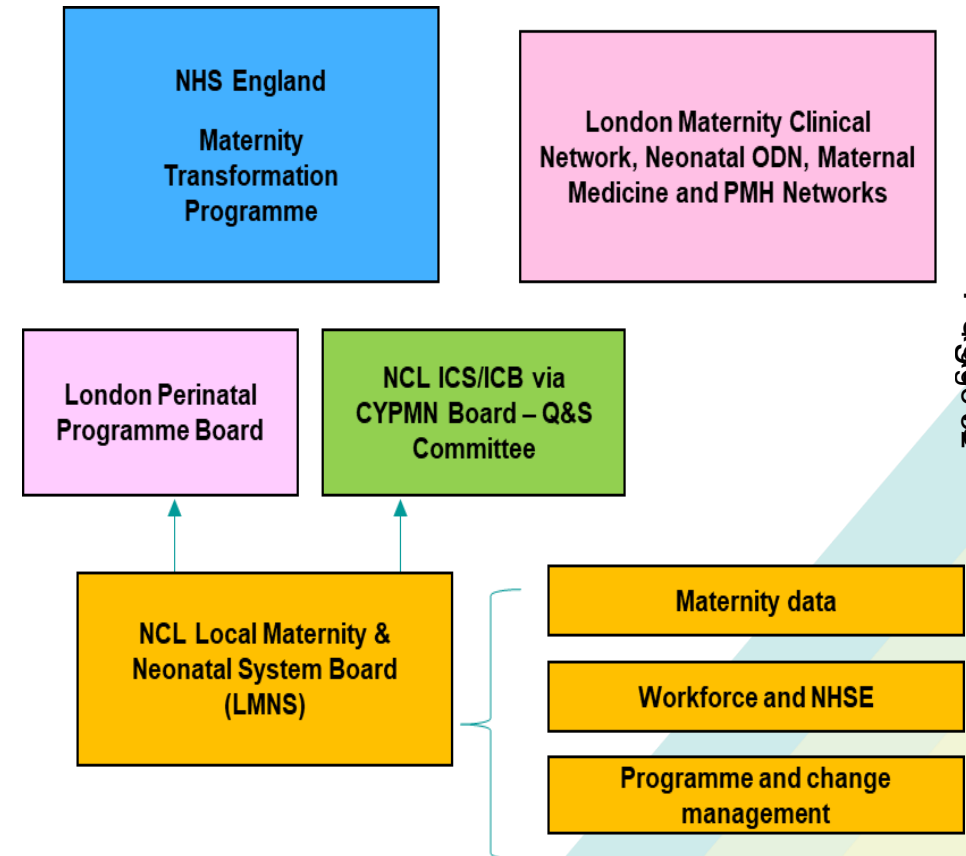 NHS England
Maternity
Transformation
Programme
London Maternity Clinical
Network, Neonatal ODN, Maternal
Medicine and PMH Networks
London Perinatal
Programme Board
NCL ICS/ICB via
CYPMN Board – Q&S
Committee
NCL Local Maternity &
Neonatal System Board
(LMNS)
Maternity data
Workforce and NHSE
Programme and change
management